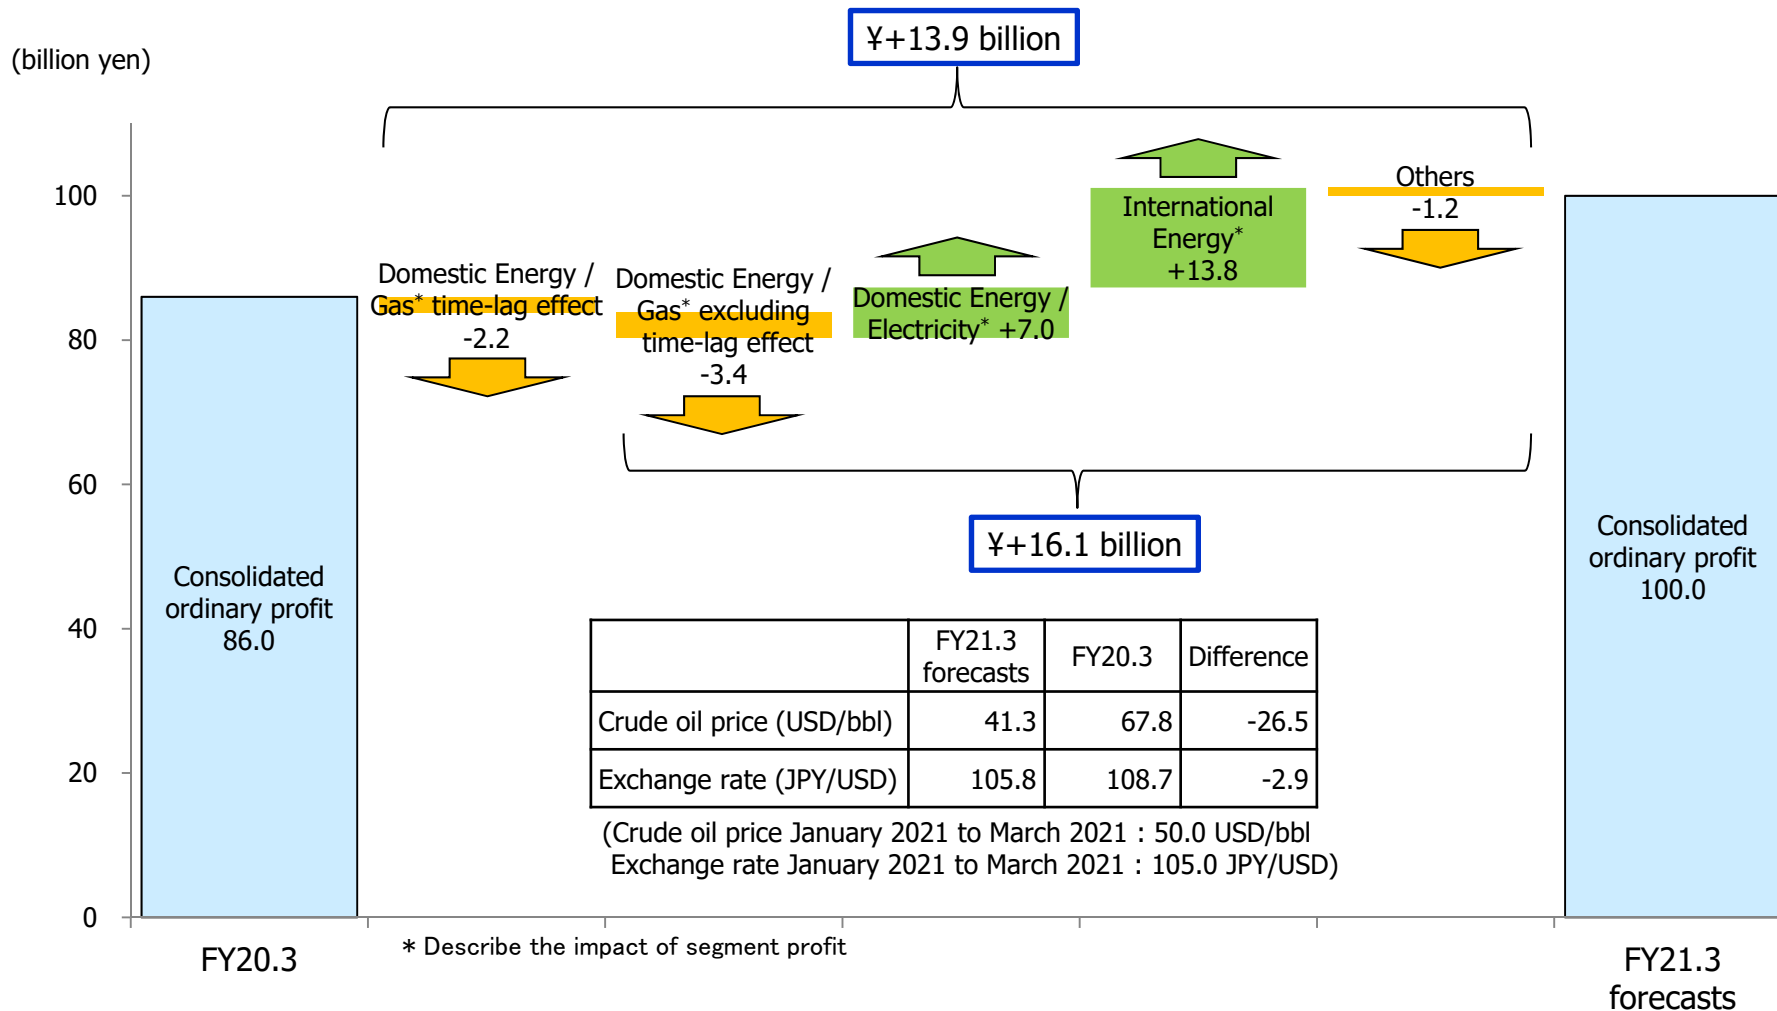 ¥+13.9 billion
(billion yen)
100
80
60
40
20
0
Consolidated
ordinary profit
86.0
Domestic Energy /
Gas* time-lag effect
-2.2
Domestic Energy /
Gas* excluding
time-lag effect
-3.4
Domestic Energy /
Electricity* +7.0
International
Energy*
+13.8
Others
-1.2
Consolidated
ordinary profit
100.0
¥+16.1 billion
FY21.3 forecasts FY20.3 Difference
Crude oil price (USD/bbl) 41.3 67.8 -26.5
Exchange rate (JPY/USD) 105.8 108.7 -2.9
(Crude oil price January 2021 to March 2021 : 50.0 USD/bbl
Exchange rate January 2021 to March 2021 : 105.0 JPY/USD)
* Describe the impact of segment profit
FY20.3
FY21.3
forecasts